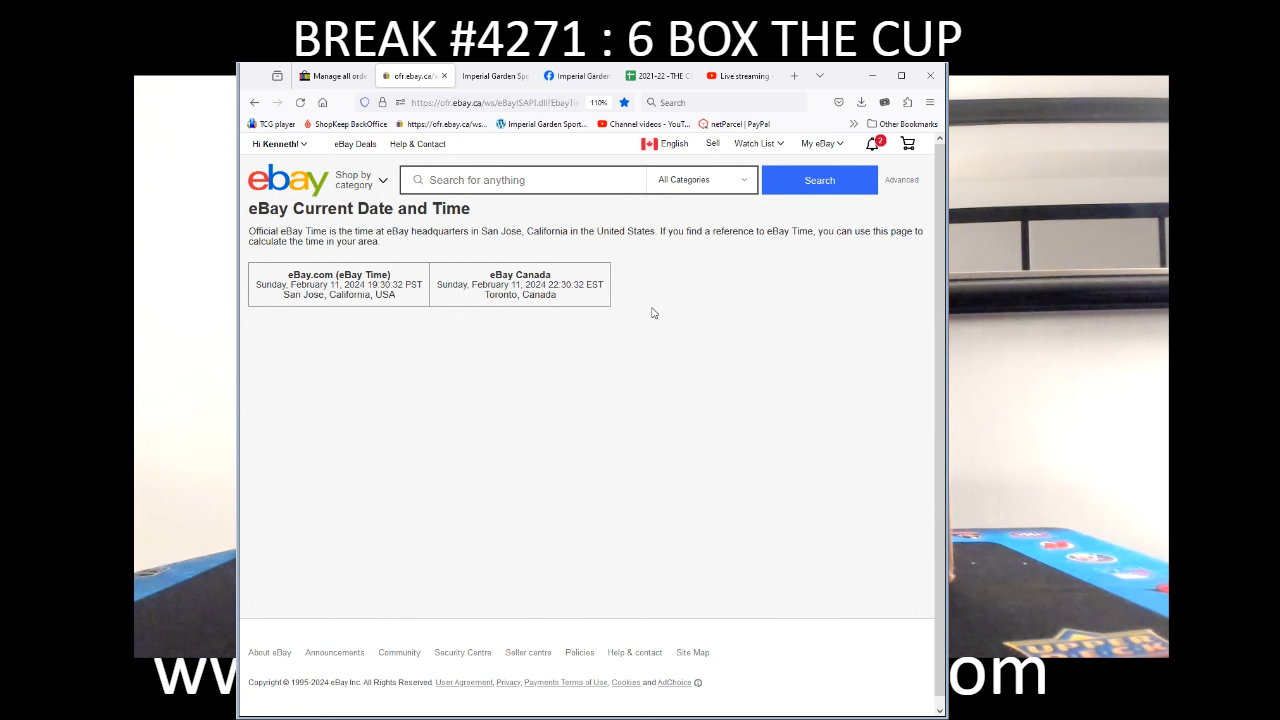 BREAK #4271 : 6 BOX THE CUP
Manage all orde
ofr.ebay.ca/w
Imperial Garden Spo
Imperial Garden
2021-22 -THE C
Live streaming -
https://ofr.ebay.ca/ws/eBayISAPI.dll?EbayTi
110%
Search
TCG player
ShopKeep BackOffice
https://ofr.ebay.ca/ws...
Imperial Garden Sport...
Channel videos - YouT...
netParcel | PayPal
Other Bookmarks
Hi Kenneth!
eBay Deals
Help & Contact
English
Sell
Watch List
My eBay
2
ebay
Shop by
category
Search for anything
All Categories
Search
Advanced
eBay Current Date and Time
Official eBay Time is the time at eBay headquarters in San Jose, California in the United States. If you find a reference to eBay Time, you can use this page to
calculate the time in your area.
eBay.com (eBay Time)
Sunday, February 11, 2024 19:30:32 PST
San Jose, California, USA
eBay Canada
Sunday, February 11, 2024 22:30:32 EST
Toronto, Canada
About eBay
Announcements
Community
Security Centre
Seller centre
Policies
Help & contact
Site Map
Copyright © 1995-2024 eBay Inc. All Rights Reserved. User Agreement, Privacy, Payments Terms of Use, Cookies and AdChoice
UPPER
DECK
ww
om